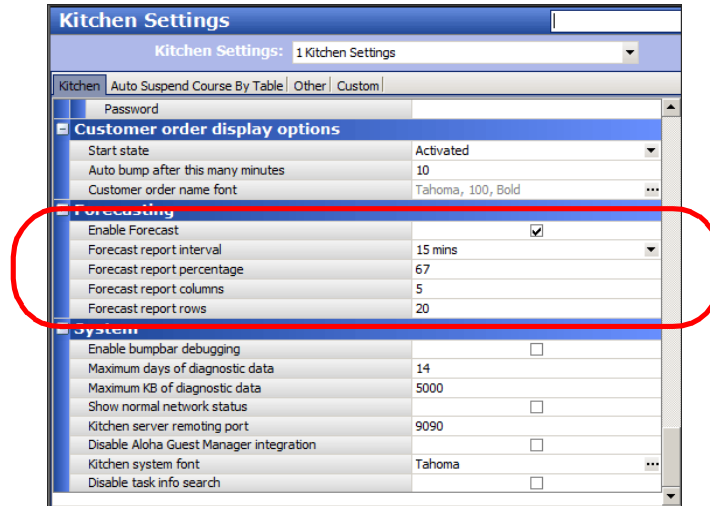 Kitchen Settings
Kitchen Settings: 1 Kitchen Settings
Kitchen Auto Suspend Course By Table Other Custom
Password
Customer order display options
Start state Activated
Auto bump after this many minutes 10
Customer order name font Tahoma, 100, Bold ...
Forecasting
Enable Forecast
Forecast report interval 15 mins
Forecast report percentage 67
Forecast report columns 5
Forecast report rows 20
System
Enable bumpbar debugging
Maximum days of diagnostic data 14
Maximum KB of diagnostic data 5000
Show normal network status
Kitchen server remoting port 9090
Disable Aloha Guest Manager integration
Kitchen system font Tahoma ...
Disable task info search